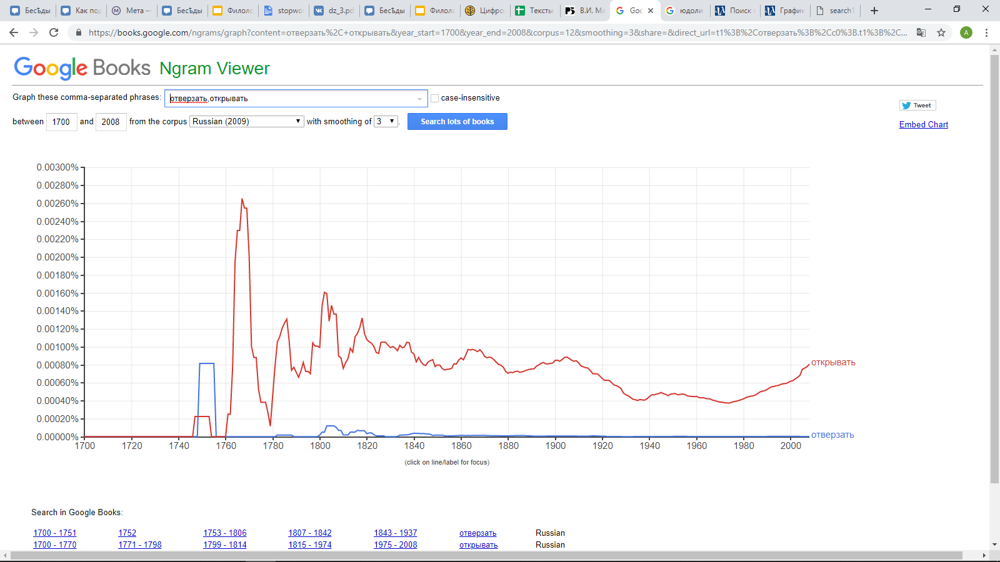 Бесѣды Как под Мета — Бесѣды Филоло stopwo dz_3.pd Бесѣды Филоло Цифро Тексты В.И. Ма Goo юдоли Поиск График search1
https://books.google.com/ngrams/graph?content=отверзать%2C+открывать&year_start=1700&year_end=2008&corpus=12&smoothing=3&share=&direct_url=t1%3B%2Cотверзать%3B%2Cc0%3B.t1%3B%2C... A
Google Books Ngram Viewer
Graph these comma-separated phrases: отверзать,открывать case-insensitive
Tweet
between 1700 and 2008 from the corpus Russian (2009) with smoothing of 3 . Search lots of books
Embed Chart
0.00300%
0.00280%
0.00260%
0.00240%
0.00220%
0.00200%
0.00180%
0.00160%
0.00140%
0.00120%
0.00100%
0.00080%
открывать
0.00060%
0.00040%
0.00020%
0.00000%
отверзать
1700 1720 1740 1760 1780 1800 1820 1840 1860 1880 1900 1920 1940 1960 1980 2000
(click on line/label for focus)
Search in Google Books:
1700 - 1751 1752 1753 - 1806 1807 - 1842 1843 - 1937 отверзать Russian
1700 - 1770 1771 - 1798 1799 - 1814 1815 - 1974 1975 - 2008 открывать Russian